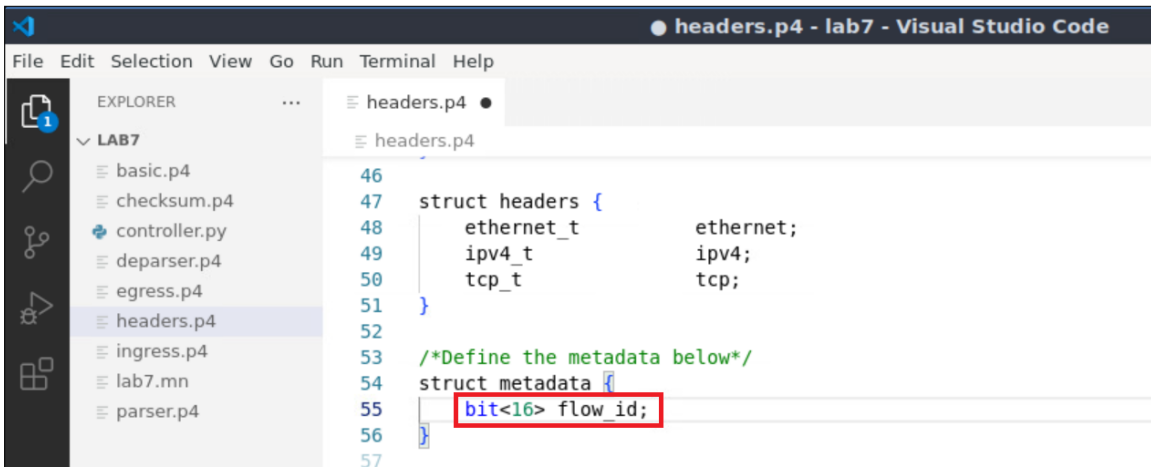 ● headers.p4 - lab7 - Visual Studio Code
File Edit Selection View Go Run Terminal Help
1
EXPLORER ...
LAB7
basic.p4
checksum.p4
controller.py
deparser.p4
egress.p4
headers.p4
ingress.p4
lab7.mn
parser.p4
headers.p4 ●
headers.p4
46
47 struct headers {
48 ethernet_t ethernet;
49 ipv4_t ipv4;
50 tcp_t tcp;
51 }
52
53 /*Define the metadata below*/
54 struct metadata {
55 bit<16> flow_id;
56 }
57